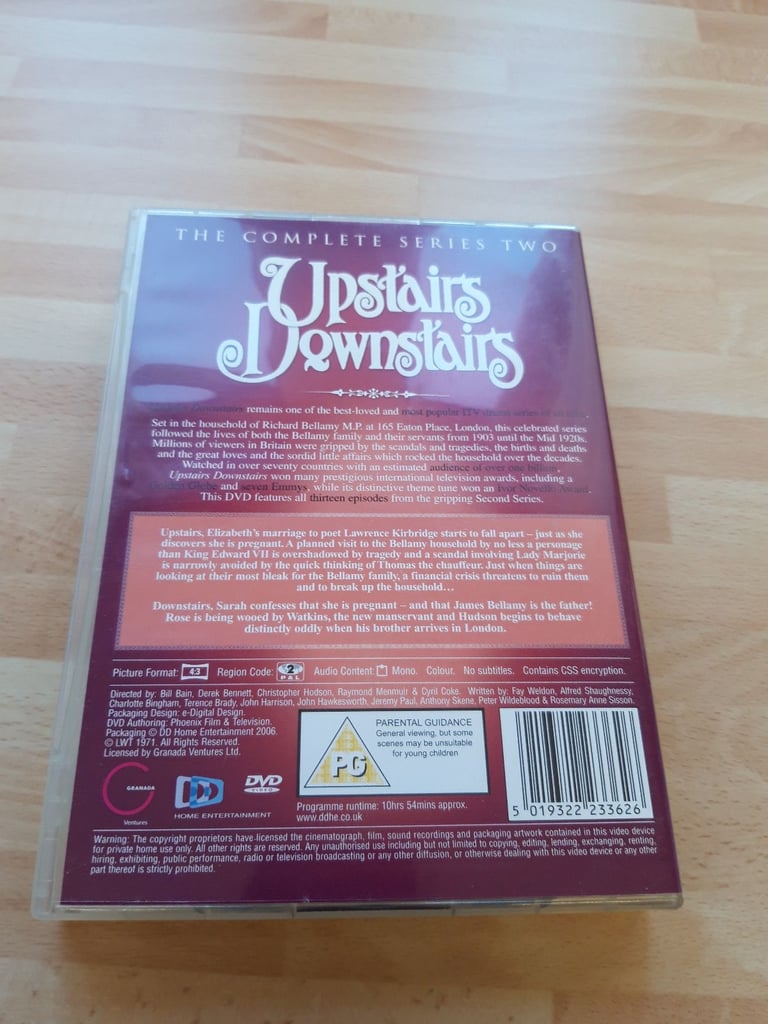 THE COMPLETE SERIES TWO
Upstairs
Downstairs
Upstairs Downstairs remains one of the best-loved and most popular ITV drama series of all time.
Set in the household of Richard Bellamy M.P. at 165 Eaton Place, London, this celebrated series
followed the lives of both the Bellamy family and their servants from 1903 until the Mid 1920s.
Millions of viewers in Britain were gripped by the scandals and tragedies, the births and deaths
and the great loves and the sordid little affairs which rocked the household over the decades.
Watched in over seventy countries with an estimated audience of over one billion,
Upstairs Downstairs won many prestigious international television awards, including a
Golden Globe and seven Emmys, while its distinctive theme tune won an Ivor Novello Award.
This DVD features all thirteen episodes from the gripping Second Series.
Upstairs, Elizabeth's marriage to poet Lawrence Kirbridge starts to fall apart – just as she
discovers she is pregnant. A planned visit to the Bellamy household by no less a personage
than King Edward VII is overshadowed by tragedy and a scandal involving Lady Marjorie
is narrowly avoided by the quick thinking of Thomas the chauffeur. Just when things are
looking at their most bleak for the Bellamy family, a financial crisis threatens to ruin them
and to break up the household...
Downstairs, Sarah confesses that she is pregnant – and that James Bellamy is the father!
Rose is being wooed by Watkins, the new manservant and Hudson begins to behave
distinctly oddly when his brother arrives in London.
Picture Format: 4:3 Region Code: 2 PAL Audio Content: Mono. Colour. No subtitles. Contains CSS encryption.
Directed by: Bill Bain, Derek Bennett, Christopher Hodson, Raymond Menmuir & Cyril Coke. Written by: Fay Weldon, Alfred Shaughnessy,
Charlotte Bingham, Terence Brady, John Harrison, John Hawkesworth, Jeremy Paul, Anthony Skene, Peter Wildeblood & Rosemary Anne Sisson.
Packaging Design: e-Digital Design.
DVD Authoring: Phoenix Film & Television.
Packaging © DD Home Entertainment 2006.
© LWT 1971. All Rights Reserved.
Licensed by Granada Ventures Ltd.
GRANADA
Ventures
DD
HOME ENTERTAINMENT
DVD
VIDEO
PG
PARENTAL GUIDANCE
General viewing, but some
scenes may be unsuitable
for young children
Programme runtime: 10hrs 54mins approx.
www.ddhe.co.uk
5 019322 233626
Warning: The copyright proprietors have licensed the cinematograph, film, sound recordings and packaging artwork contained in this video device
for private home use only. All other rights are reserved. Any unauthorised use including but not limited to copying, editing, lending, exchanging, renting,
hiring, exhibiting, public performance, radio or television broadcasting or any other diffusion, or otherwise dealing with this video device or any other
part thereof is strictly prohibited.